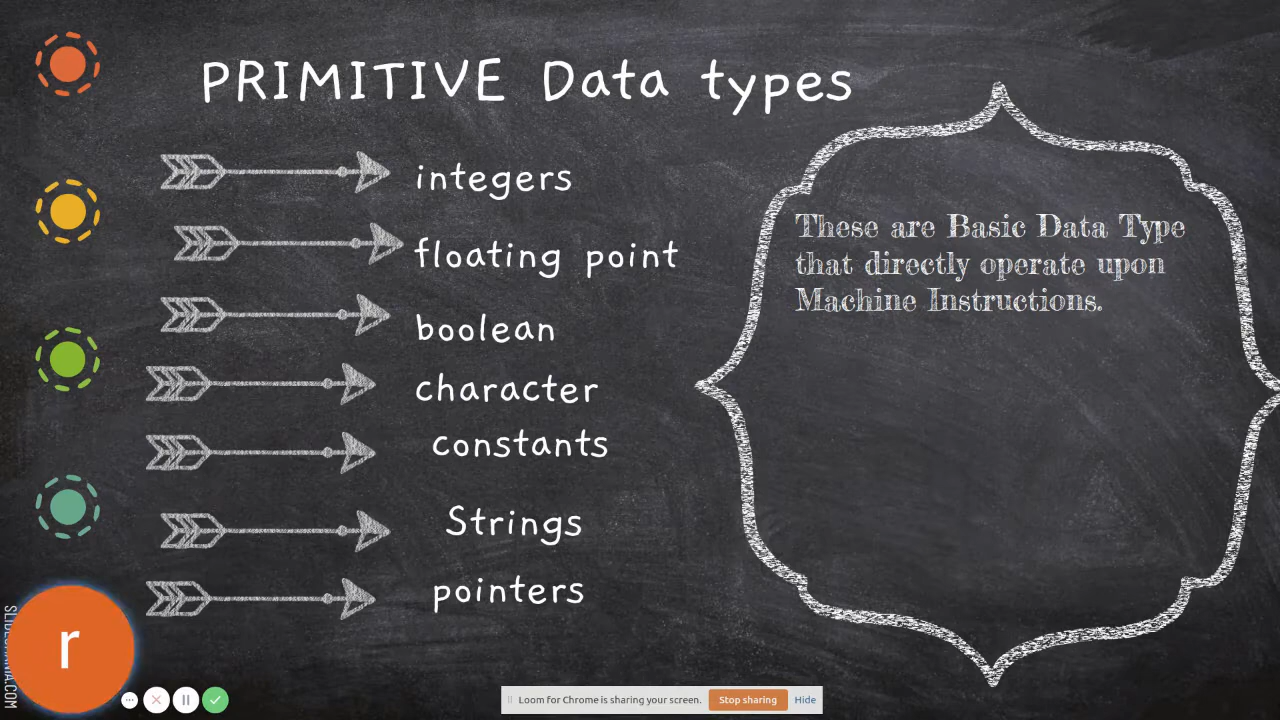 PRIMITIVE Data types
integers
floating point
boolean
character
constants
Strings
pointers
These are Basic Data Type
that directly operate upon
Machine Instructions.
r
Loom for Chrome is sharing your screen. Stop sharing Hide